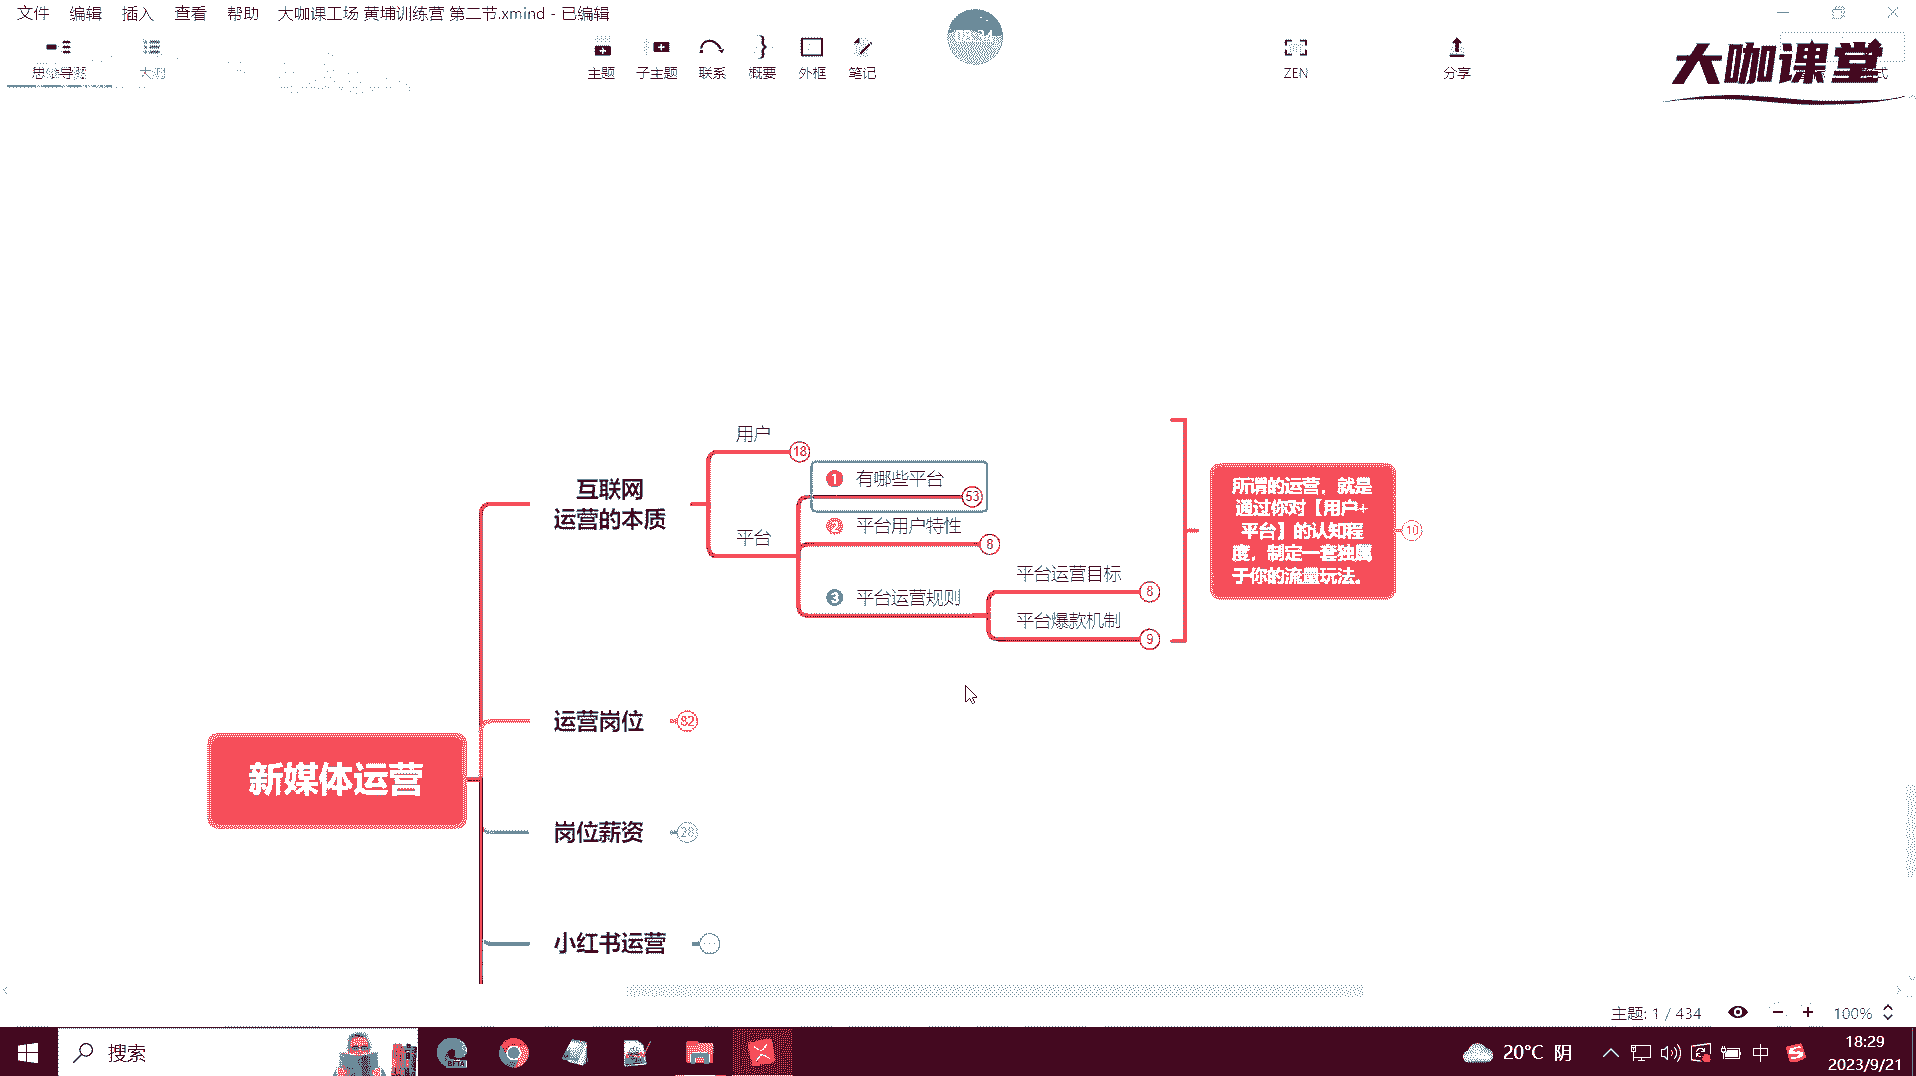 文件 编辑 插入 查看 帮助 大咖课工场 黄埔训练营 第二节.xmind - 已编辑
思维导图 大纲 主题 子主题 联系 概要 外框 笔记 ZEN 分享
大咖课堂
用户
18
1 有哪些平台
53
2 平台用户特性
8
平台
3 平台运营规则
平台运营目标
8
平台爆款机制
9
互联网
运营的本质
所谓的运营，就是
通过你对【用户+
平台】的认知程
度，制定一套独属
于你的流量玩法。
10
运营岗位
82
新媒体运营
岗位薪资
28
小红书运营
主题: 1 / 434
100%
搜索
BETA
20°C 阴
中
18:29
2023/9/21